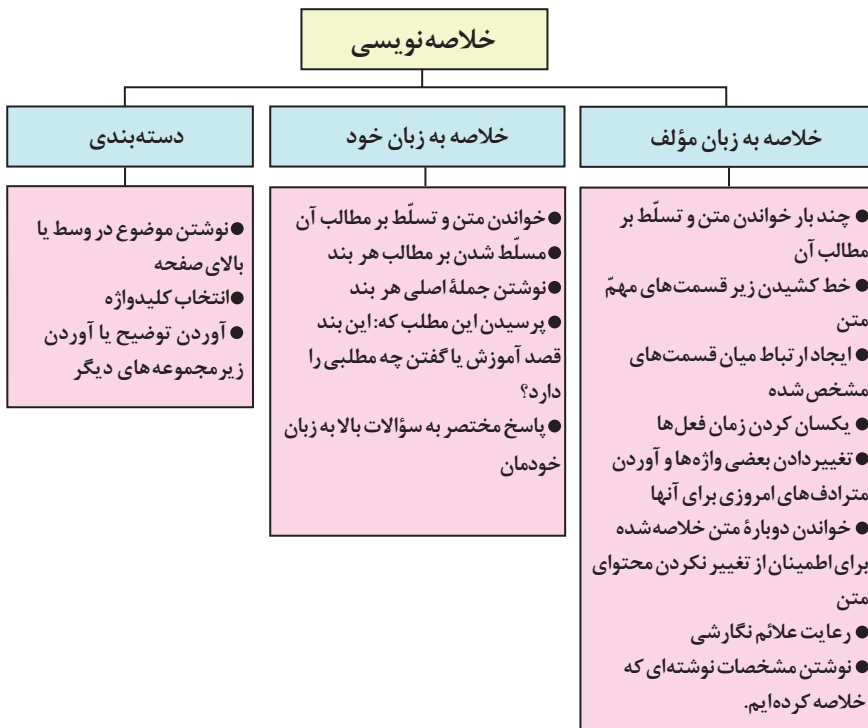 خلاصه‌نویسی
خلاصه به زبان مؤلف
● چند بار خواندن متن و تسلّط بر
مطالب آن
● خط کشیدن زیر قسمت‌های مهمّ
متن
● ایجاد ارتباط میان قسمت‌های
مشخص‌شده
● یکسان کردن زمان فعل‌ها
● تغییردادن بعضی واژه‌ها و آوردن
مترادف‌های امروزی برای آنها
● خواندن دوبارۀ متن خلاصه‌شده
برای اطمینان از تغییر نکردن محتوای
متن
● رعایت علائم نگارشی
● نوشتن مشخصات نوشته‌ای که
خلاصه کرده‌ایم.
خلاصه به زبان خود
● خواندن متن و تسلّط بر مطالب آن
● مسلّط شدن بر مطالب هر بند
● نوشتن جملۀ اصلی هر بند
● پرسیدن این مطلب که: این بند
قصد آموزش یا گفتن چه مطلبی را
دارد؟
● پاسخ مختصر به سؤالات بالا به زبان
خودمان
دسته‌بندی
● نوشتن موضوع در وسط یا
بالای صفحه
● انتخاب کلیدواژه
● آوردن توضیح یا آوردن
زیرمجموعه‌های دیگر